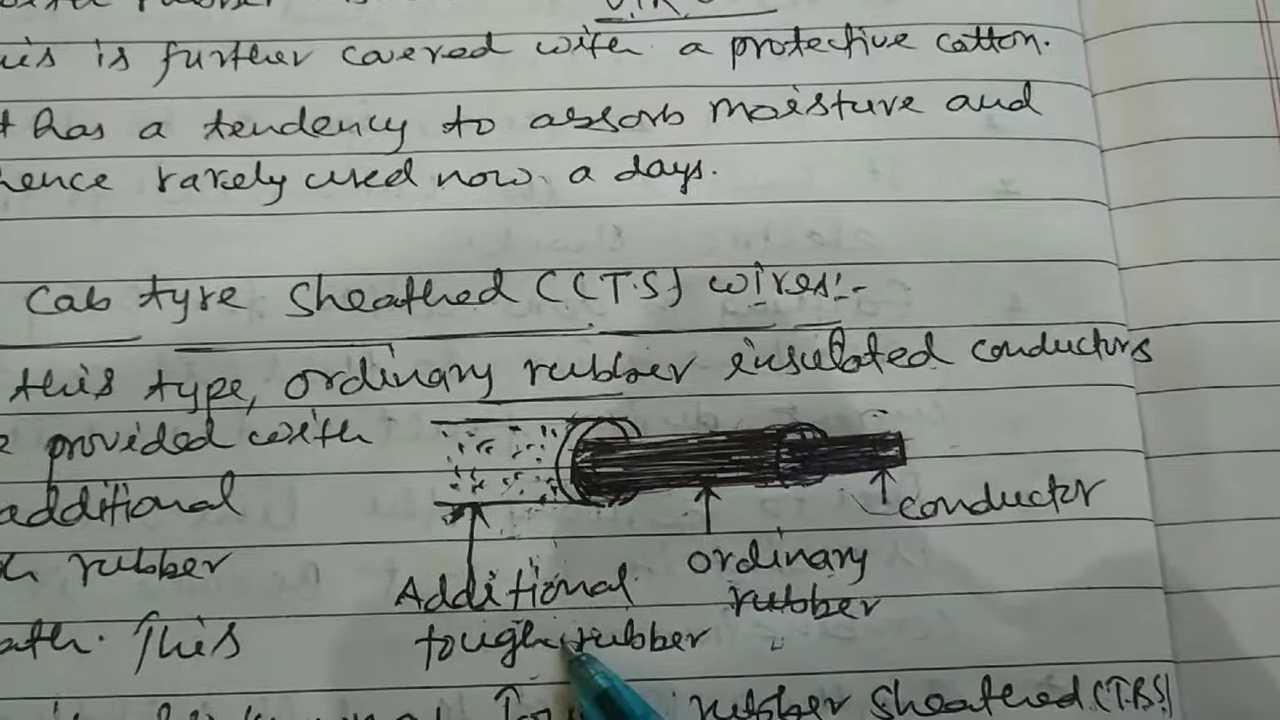 V.I.R.
is further covered with a protective cotton.
has a tendency to absorb moisture and
hence rarely used now a days.
Cab tyre Sheathed (C.T.S) wires:-
this type, ordinary rubber insulated conductors
provided with
additional
rubber
This
conductor
ordinary
rubber
Additional
tough rubber
rubber sheathed (T.R.S)